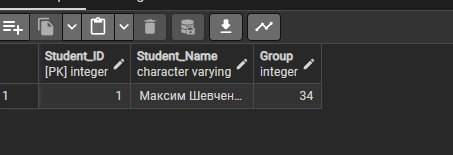 Student_ID Student_Name Group
[PK] integer character varying integer
1 1 Максим Шевчен... 34